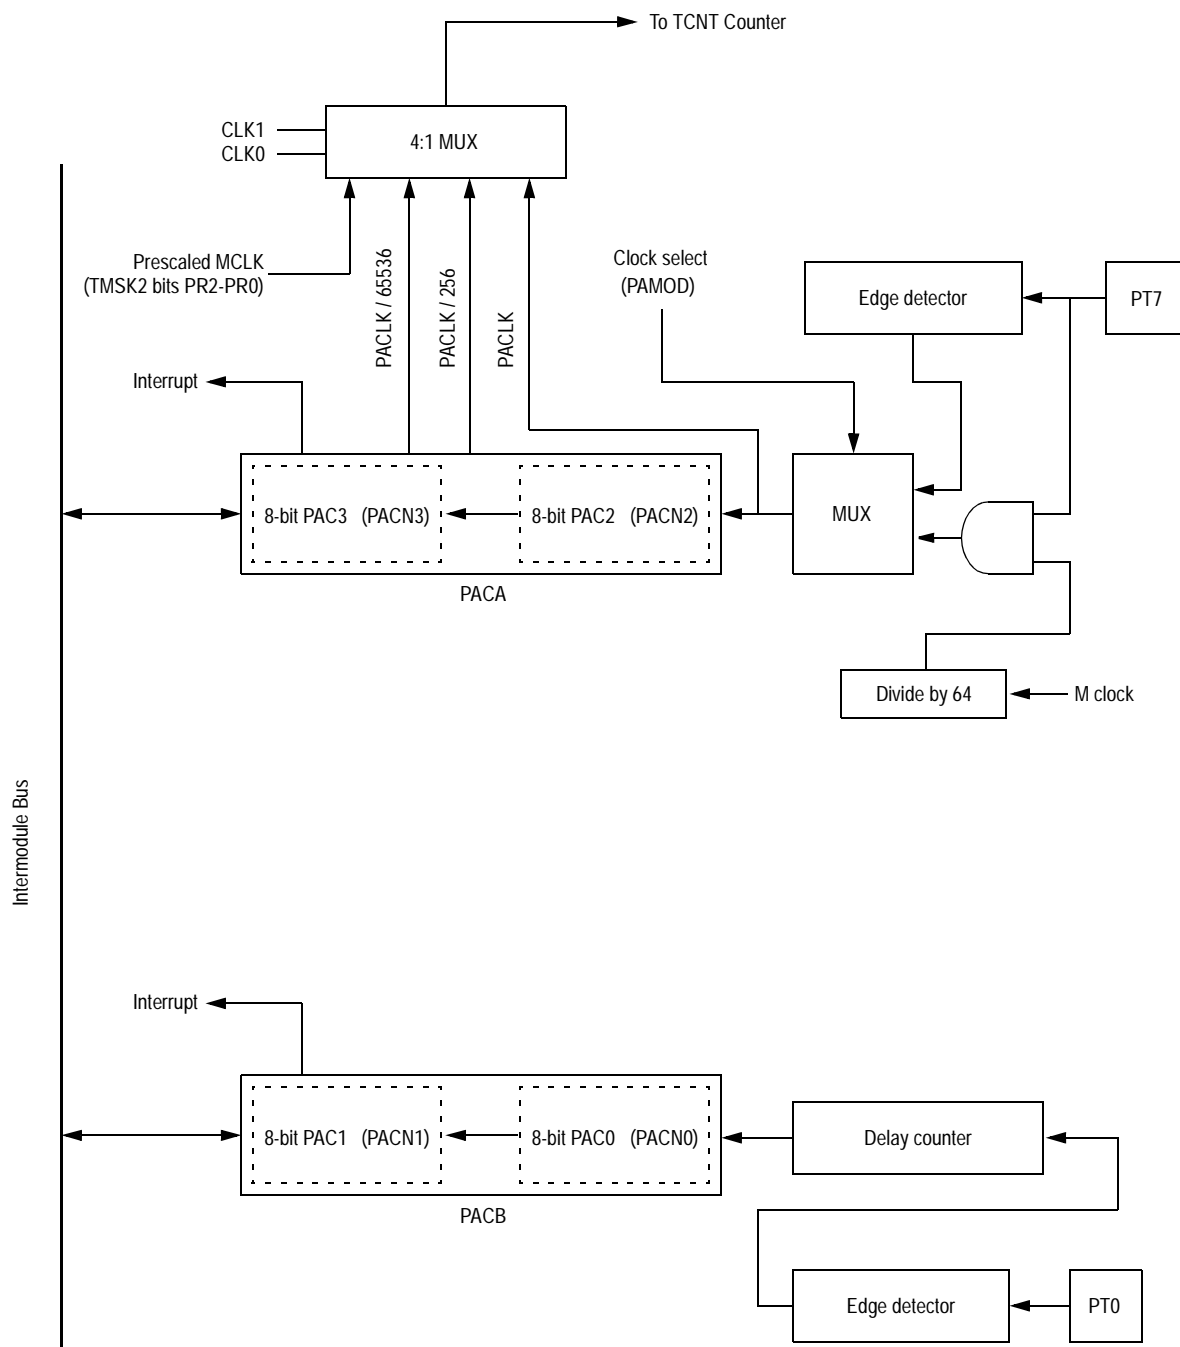 To TCNT Counter
CLK1
CLK0
4:1 MUX
Prescaled MCLK
(TMSK2 bits PR2-PR0)
PACLK / 65536
PACLK / 256
PACLK
Clock select
(PAMOD)
Edge detector
PT7
Interrupt
8-bit PAC3 (PACN3)
8-bit PAC2 (PACN2)
MUX
PACA
Divide by 64
M clock
Intermodule Bus
Interrupt
8-bit PAC1 (PACN1)
8-bit PAC0 (PACN0)
Delay counter
PACB
Edge detector
PT0